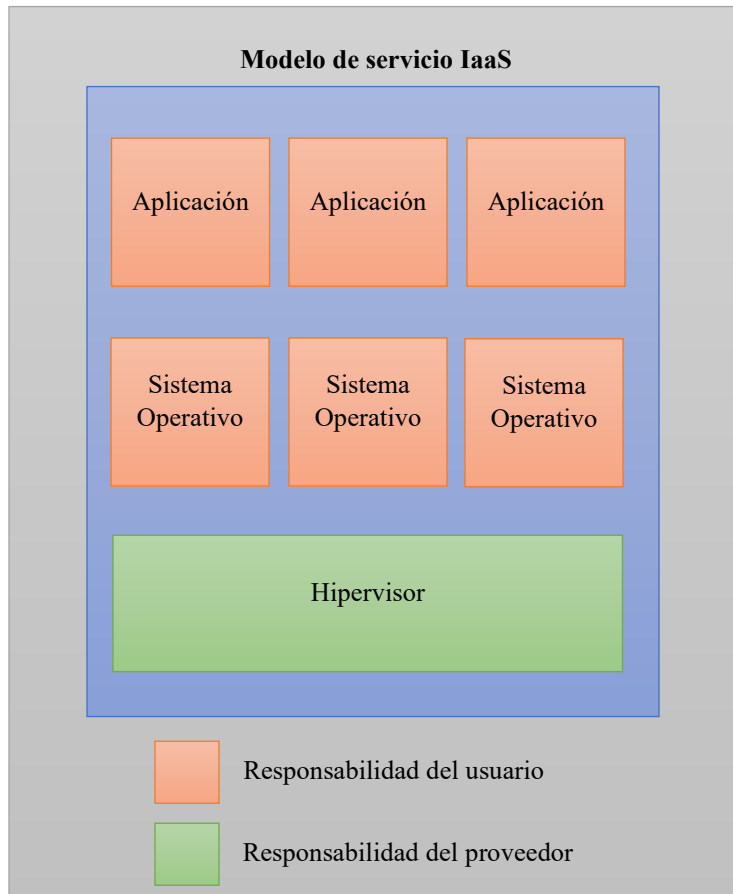 Modelo de servicio IaaS
Aplicación
Aplicación
Aplicación
Sistema
Operativo
Sistema
Operativo
Sistema
Operativo
Hipervisor
Responsabilidad del usuario
Responsabilidad del proveedor